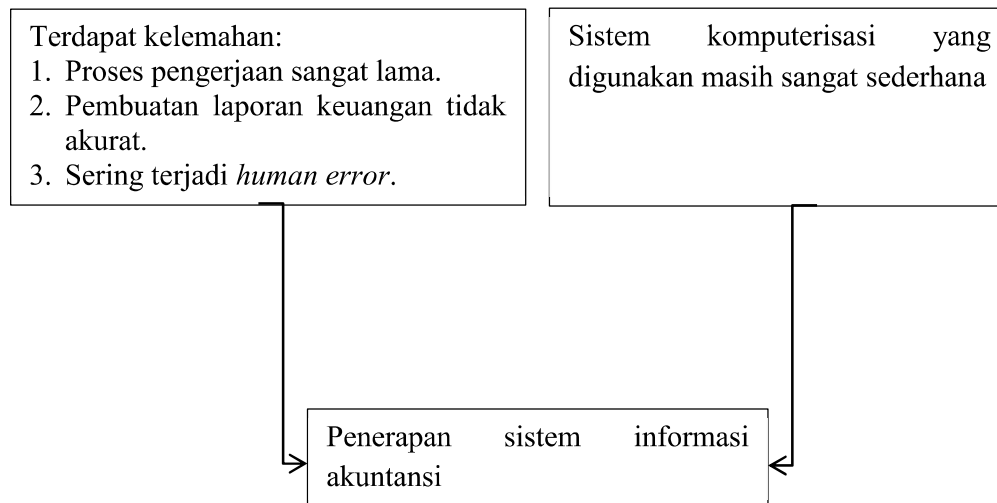 Terdapat kelemahan:
1. Proses pengerjaan sangat lama.
2. Pembuatan laporan keuangan tidak
akurat.
3. Sering terjadi human error.
Sistem komputerisasi yang
digunakan masih sangat sederhana
Penerapan sistem informasi
akuntansi